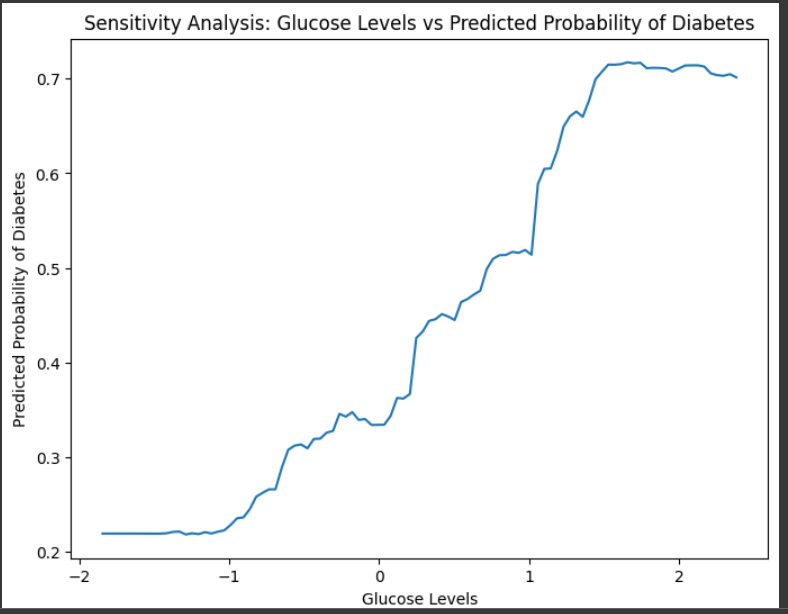 Sensitivity Analysis: Glucose Levels vs Predicted Probability of Diabetes
Predicted Probability of Diabetes
0.7
0.6
0.5
0.4
0.3
0.2
−2 −1 0 1 2
Glucose Levels